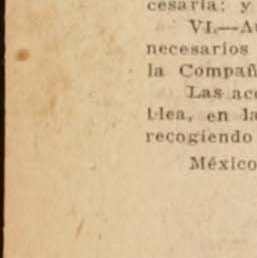 cesaria; y
VI.—A
necesarios
la Compañ
Las ac
blea, en la
recogiendo
México